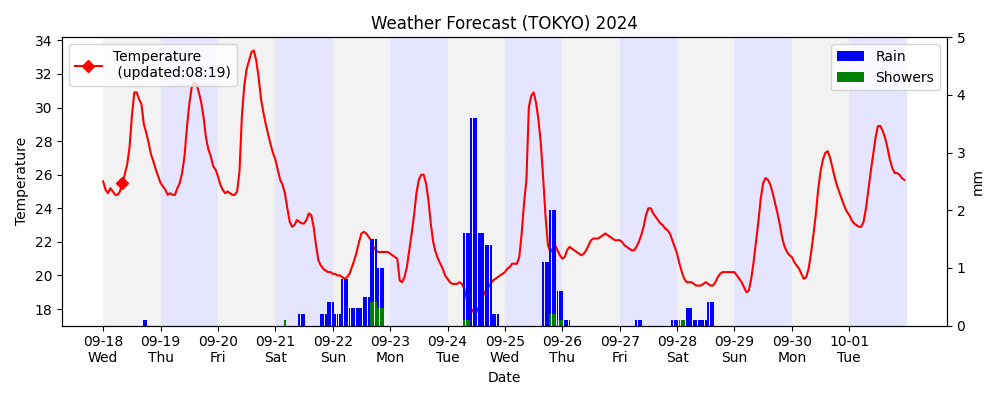 Weather Forecast (TOKYO) 2024
Temperature
(updated:08:19)
Rain
Showers
34
32
30
28
26
24
22
20
18
Temperature
5
4
3
2
1
0
mm
09-18 09-19 09-20 09-21 09-22 09-23 09-24 09-25 09-26 09-27 09-28 09-29 09-30 10-01
Wed Thu Fri Sat Sun Mon Tue Wed Thu Fri Sat Sun Mon Tue
Date